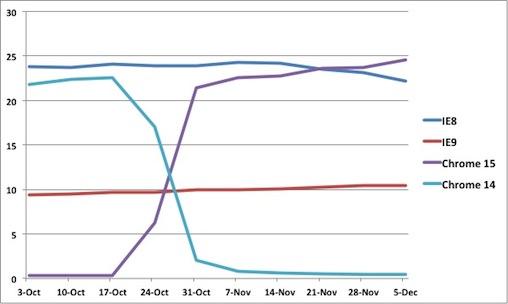 30
25
20
15
10
5
0
3-Oct 10-Oct 17-Oct 24-Oct 31-Oct 7-Nov 14-Nov 21-Nov 28-Nov 5-Dec
IE8
IE9
Chrome 15
Chrome 14